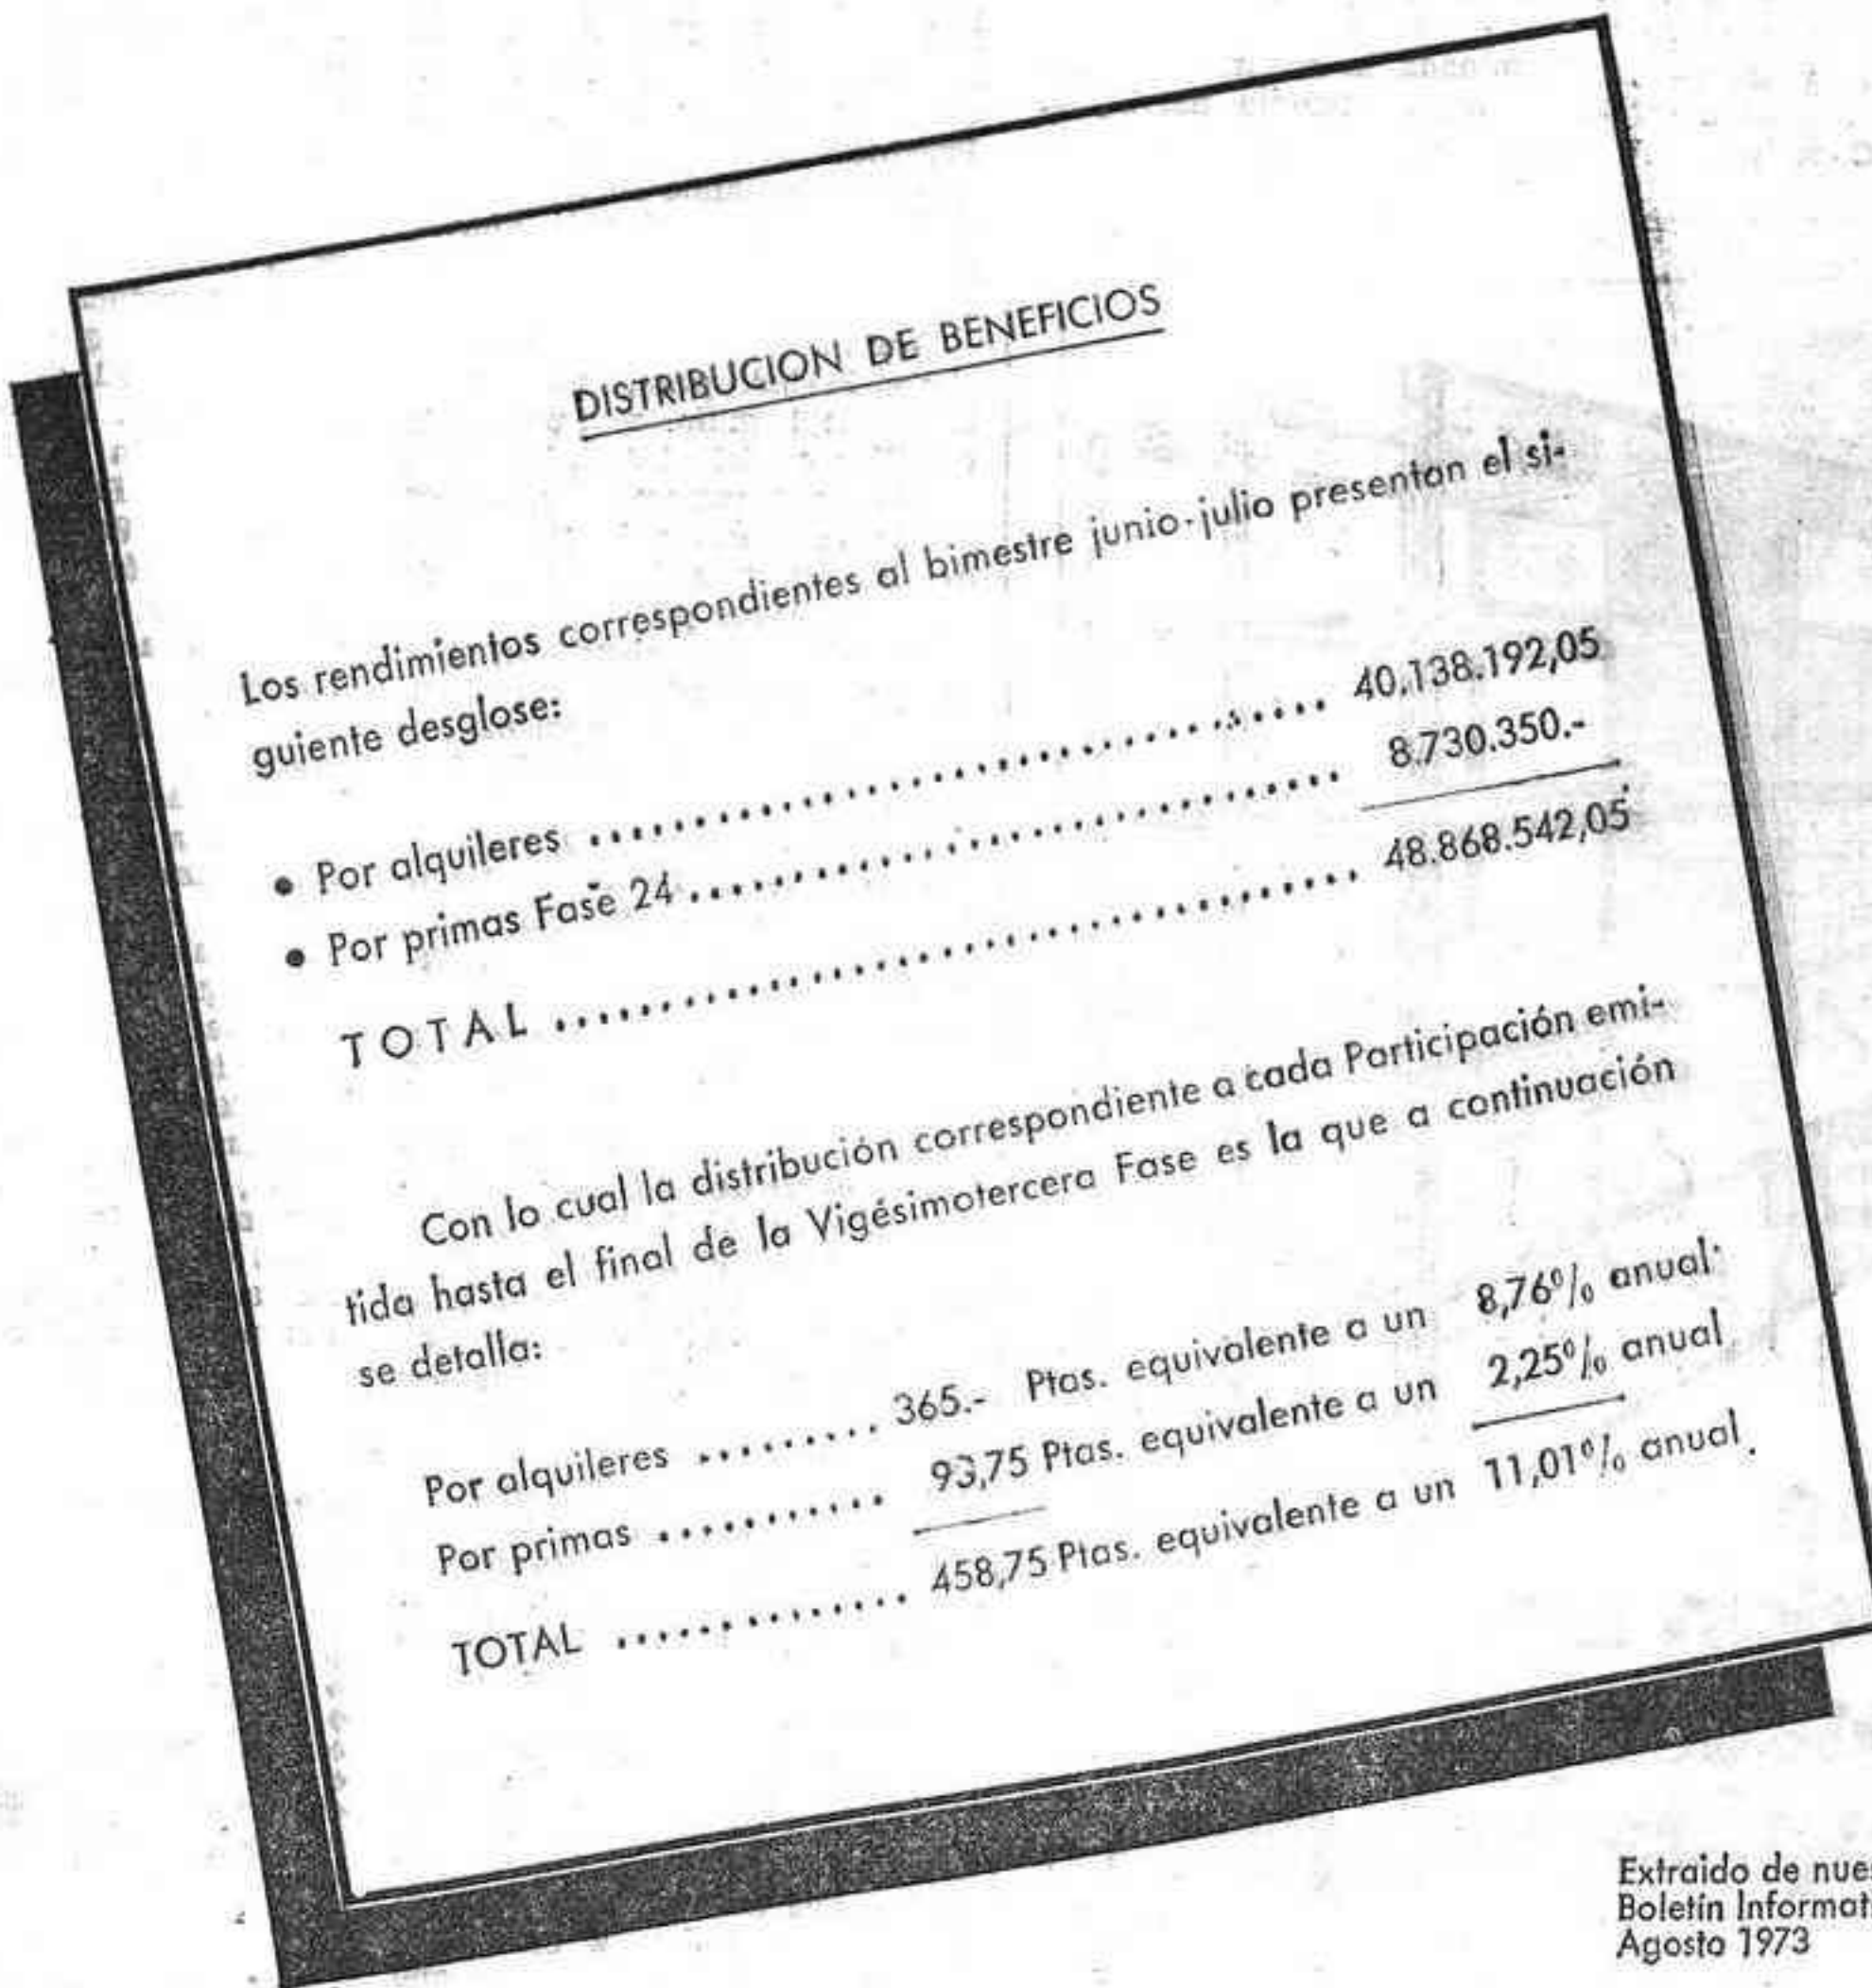 DISTRIBUCION DE BENEFICIOS
Los rendimientos correspondientes al bimestre junio-julio presentan el si-
guiente desglose:
• Por alquileres .................................... 40.138.192,05
• Por primas Fase 24 ................................ 8.730.350.-
TOTAL ........................................ 48.868.542,05
Con lo cual la distribución correspondiente a cada Participación emi-
tida hasta el final de la Vigésimotercera Fase es la que a continuación
se detalla:
Por alquileres ......... 365.- Ptas. equivalente a un 8,76% anual
Por primas ........... 93,75 Ptas. equivalente a un 2,25% anual
TOTAL .............. 458,75 Ptas. equivalente a un 11,01% anual.
Extraido de
Boletín
Agosto 1973